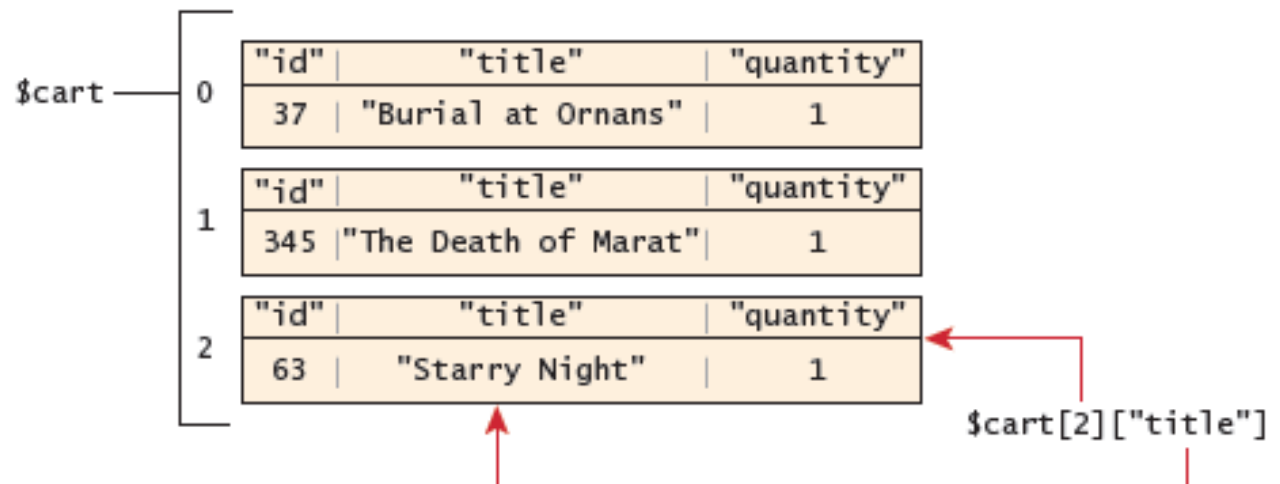 "id" | "title" | "quantity"
$cart
0
37 | "Burial at Ornans" | 1
"id" | "title" | "quantity"
1
345 |"The Death of Marat"| 1
"id" | "title" | "quantity"
2
63 | "Starry Night" | 1
$cart[2]["title"]